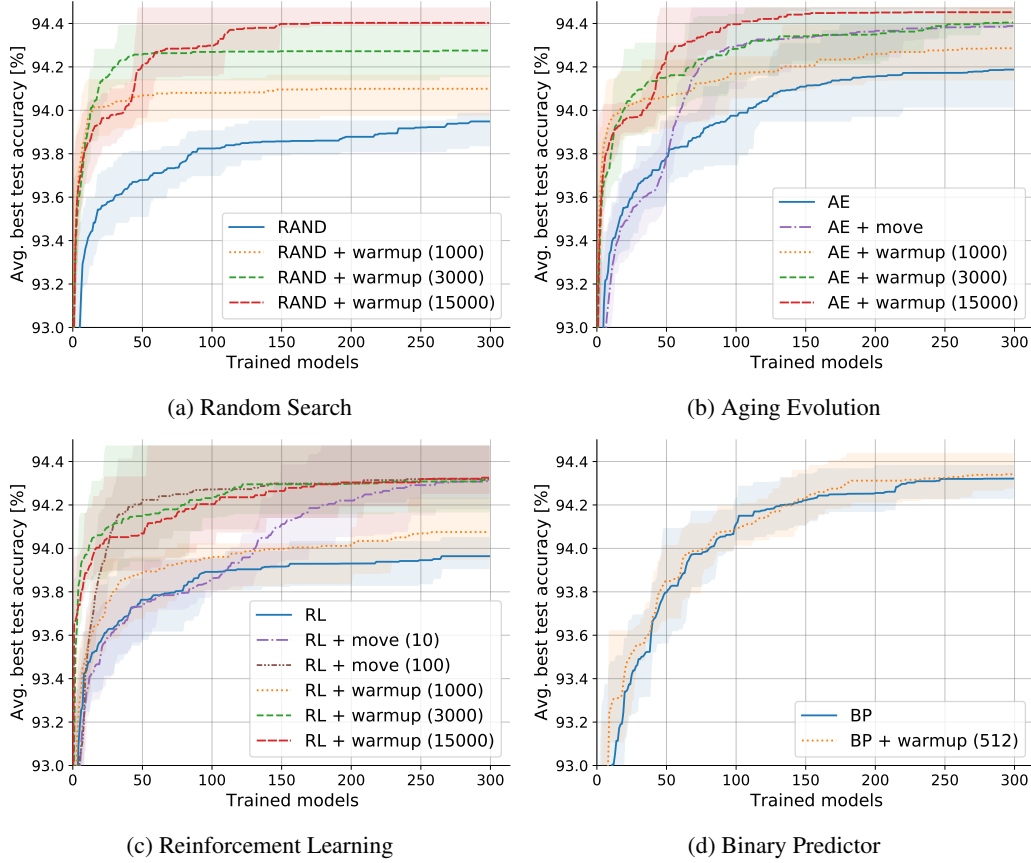 Avg. best test accuracy [%]
94.4
94.2
94.0
93.8
93.6
93.4
93.2
93.0
0 50 100 150 200 250 300
Trained models
RAND
RAND + warmup (1000)
RAND + warmup (3000)
RAND + warmup (15000)
(a) Random Search
Avg. best test accuracy [%]
94.4
94.2
94.0
93.8
93.6
93.4
93.2
93.0
0 50 100 150 200 250 300
Trained models
AE
AE + move
AE + warmup (1000)
AE + warmup (3000)
AE + warmup (15000)
(b) Aging Evolution
Avg. best test accuracy [%]
94.4
94.2
94.0
93.8
93.6
93.4
93.2
93.0
0 50 100 150 200 250 300
Trained models
RL
RL + move (10)
RL + move (100)
RL + warmup (1000)
RL + warmup (3000)
RL + warmup (15000)
(c) Reinforcement Learning
Avg. best test accuracy [%]
94.4
94.2
94.0
93.8
93.6
93.4
93.2
93.0
0 50 100 150 200 250 300
Trained models
BP
BP + warmup (512)
(d) Binary Predictor